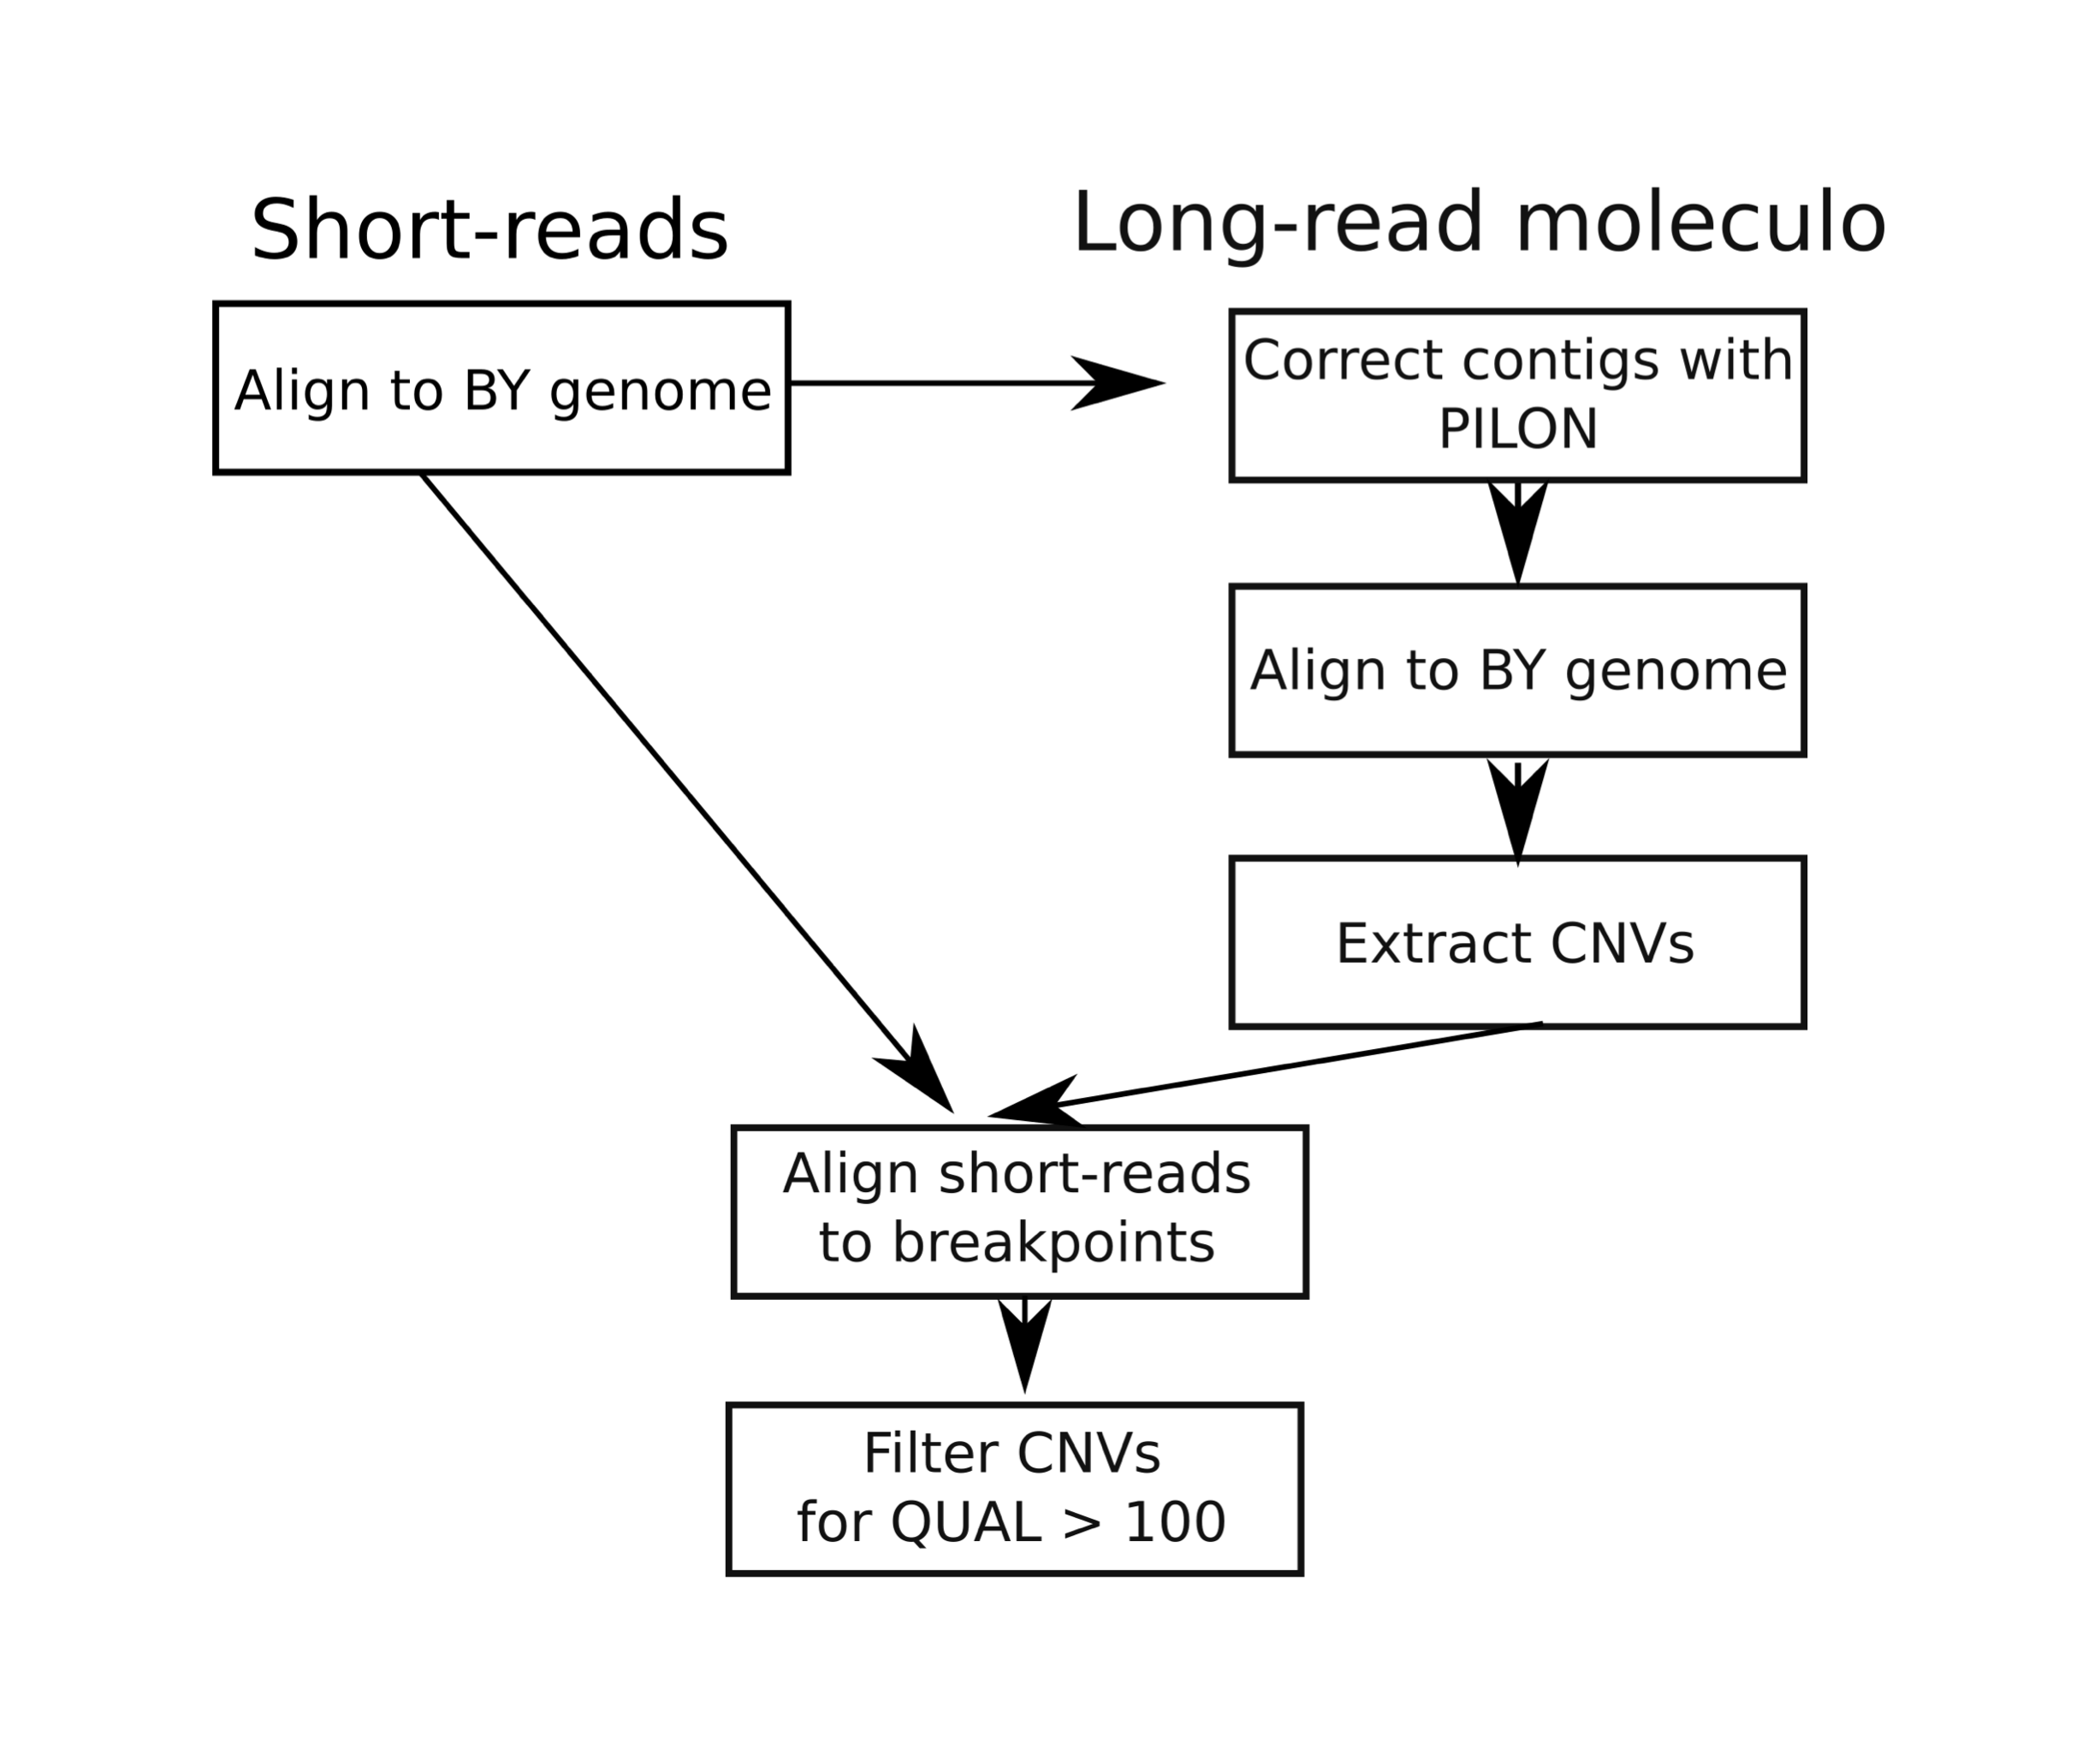 Short-reads
Long-read moleculo
Align to BY genome
Correct contigs with
PILON
Align to BY genome
Extract CNVs
Align short-reads
to breakpoints
Filter CNVs
for QUAL > 100